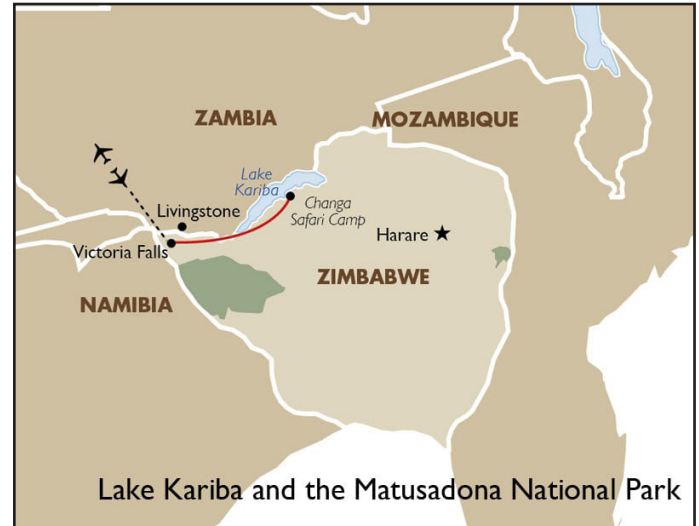 ZAMBIA
MOZAMBIQUE
Lake
Kariba
Livingstone
Changa
Safari Camp
Harare
Victoria Falls
ZIMBABWE
NAMIBIA
Lake Kariba and the Matusadona National Park